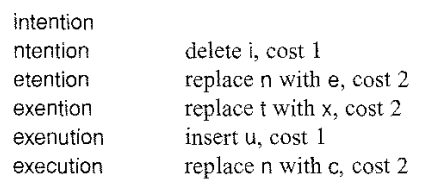 intention
ntention delete i, cost 1
etention replace n with e, cost 2
exention replace t with x, cost 2
exenution insert u, cost 1
execution replace n with c, cost 2